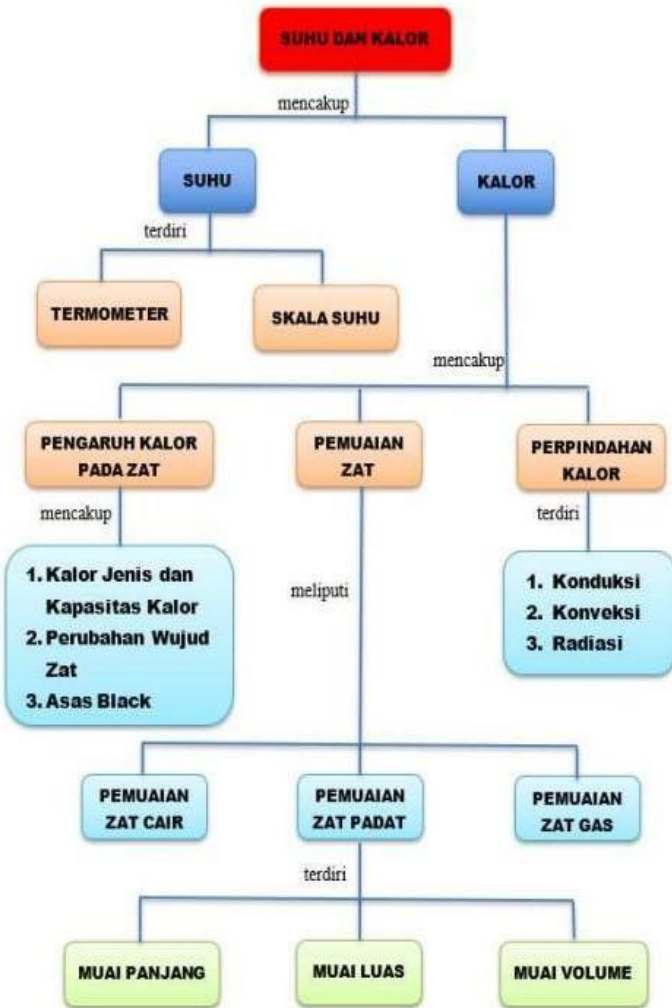 SUHU DAN KALOR
mencakup
SUHU
KALOR
terdiri
TERMOMETER
SKALA SUHU
mencakup
PENGARUH KALOR
PADA ZAT
PEMUAIAN
ZAT
PERPINDAHAN
KALOR
mencakup
meliputi
terdiri
1. Kalor Jenis dan
Kapasitas Kalor
2. Perubahan Wujud
Zat
3. Asas Black
1. Konduksi
2. Konveksi
3. Radiasi
PEMUAIAN
ZAT CAIR
PEMUAIAN
ZAT PADAT
PEMUAIAN
ZAT GAS
terdiri
MUAI PANJANG
MUAI LUAS
MUAI VOLUME